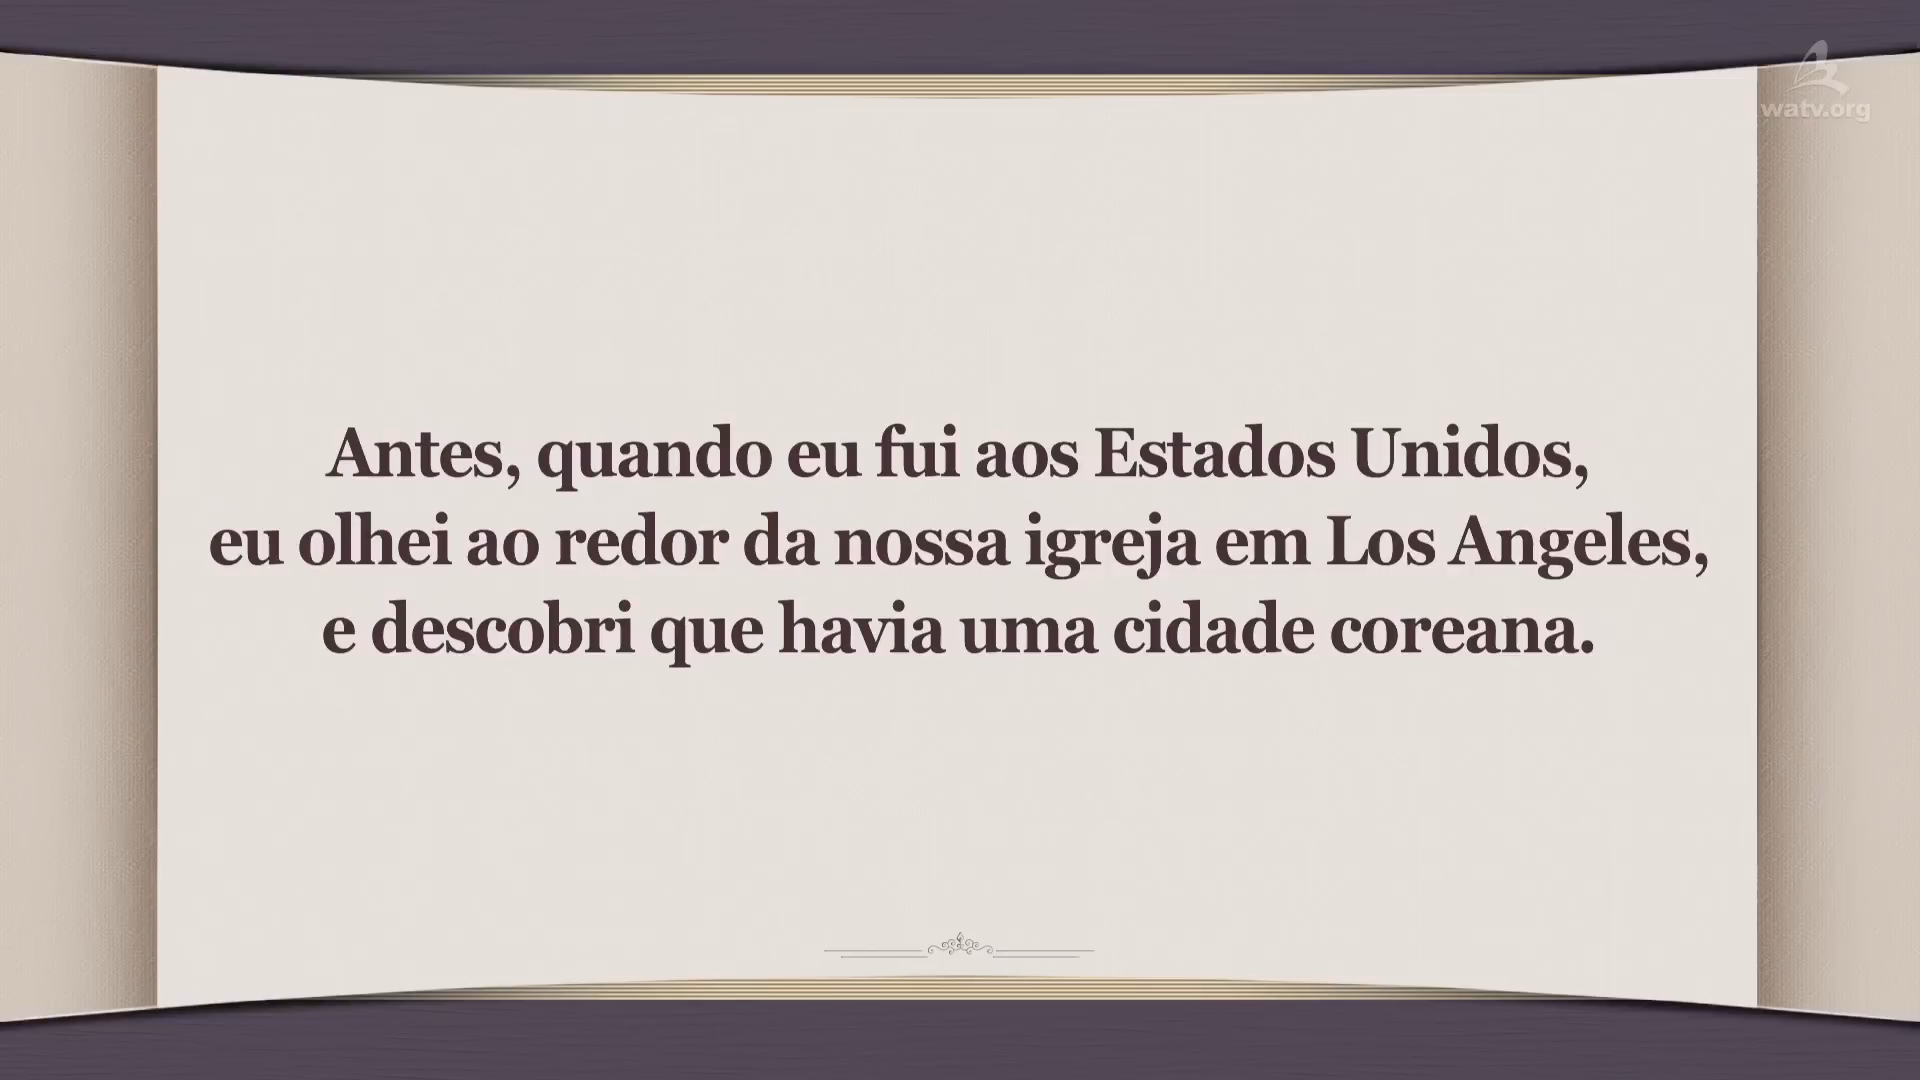 watv.org
Antes, quando eu fui aos Estados Unidos,
eu olhei ao redor da nossa igreja em Los Angeles,
e descobri que havia uma cidade coreana.